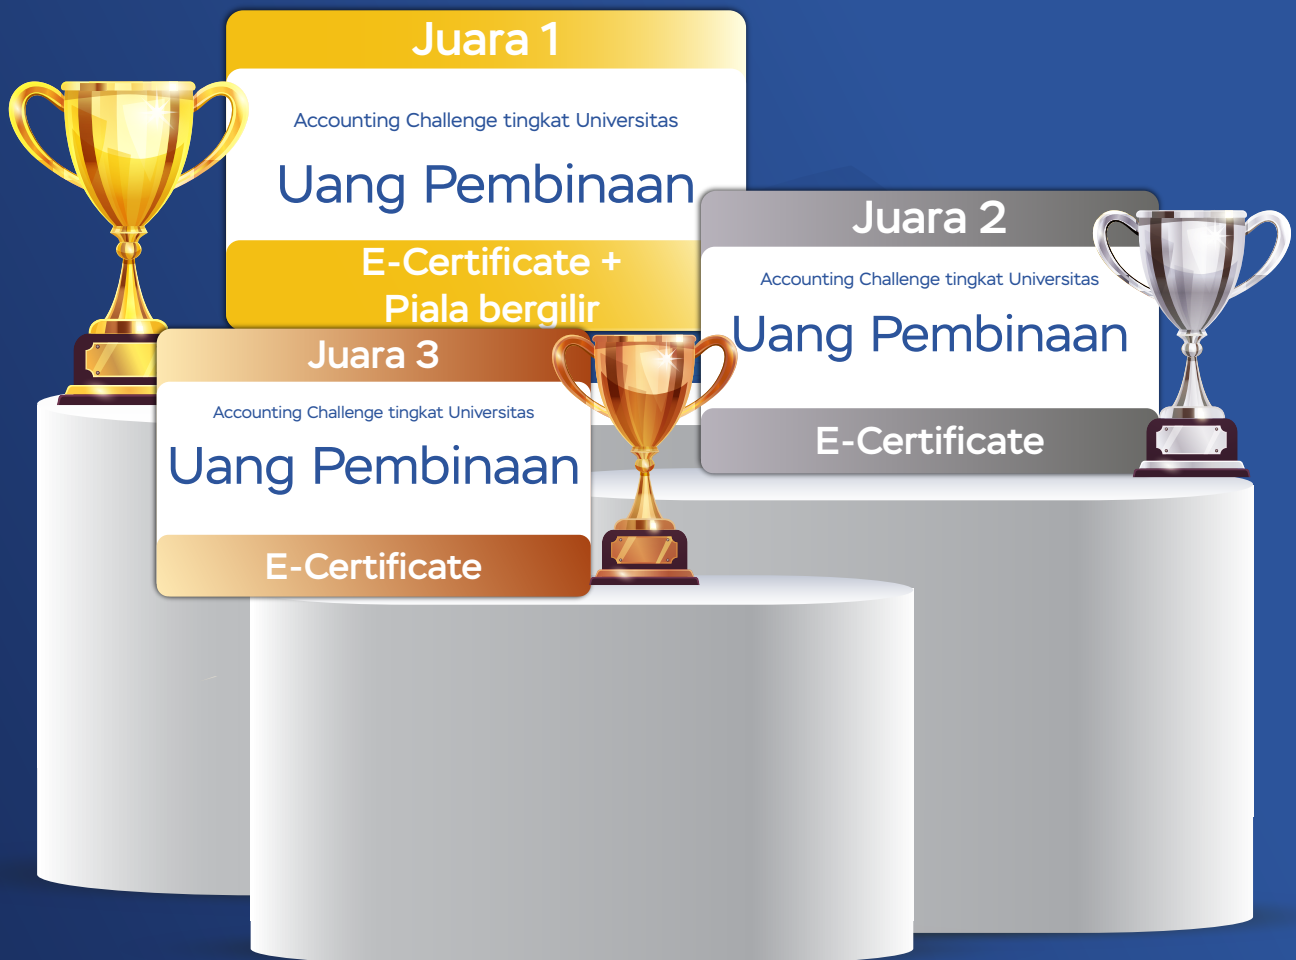 Juara 1
Accounting Challenge tingkat Universitas
Uang Pembinaan
E-Certificate +
Piala bergilir
Juara 2
Accounting Challenge tingkat Universitas
Uang Pembinaan
E-Certificate
Juara 3
Accounting Challenge tingkat Universitas
Uang Pembinaan
E-Certificate